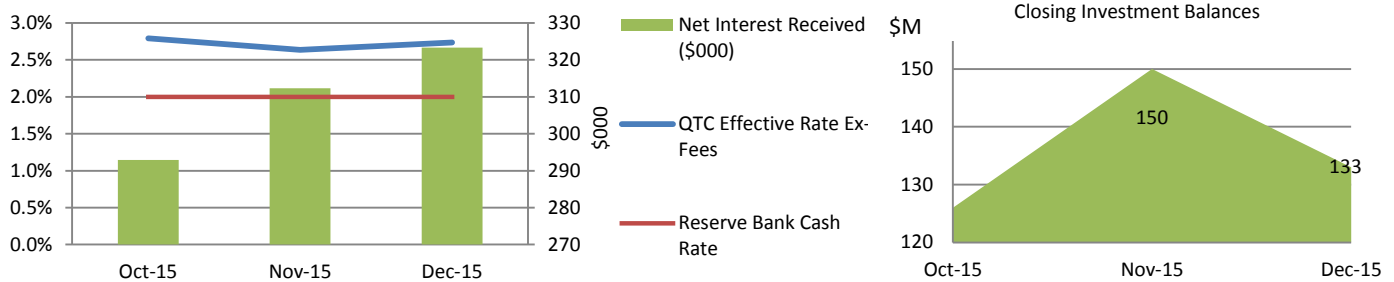 3.0%
2.5%
2.0%
1.5%
1.0%
0.5%
0.0%
330
320
310
300
290
280
270
$000
Oct-15
Nov-15
Dec-15
Net Interest Received
($000)
QTC Effective Rate Ex-
Fees
Reserve Bank Cash
Rate
Closing Investment Balances
$M
150
140
130
120
150
133
Oct-15
Nov-15
Dec-15